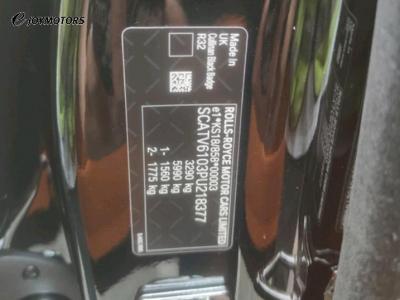 JOYMOTORS
Made in
UK
Cullinan Black Badge
R32
ROLLS-ROYCE MOTOR CARS LIMITED
e1*KS18/858*00003
SCATV6103PU218377
3290 kg
5990 kg
1- 1560 kg
2- 1775 kg